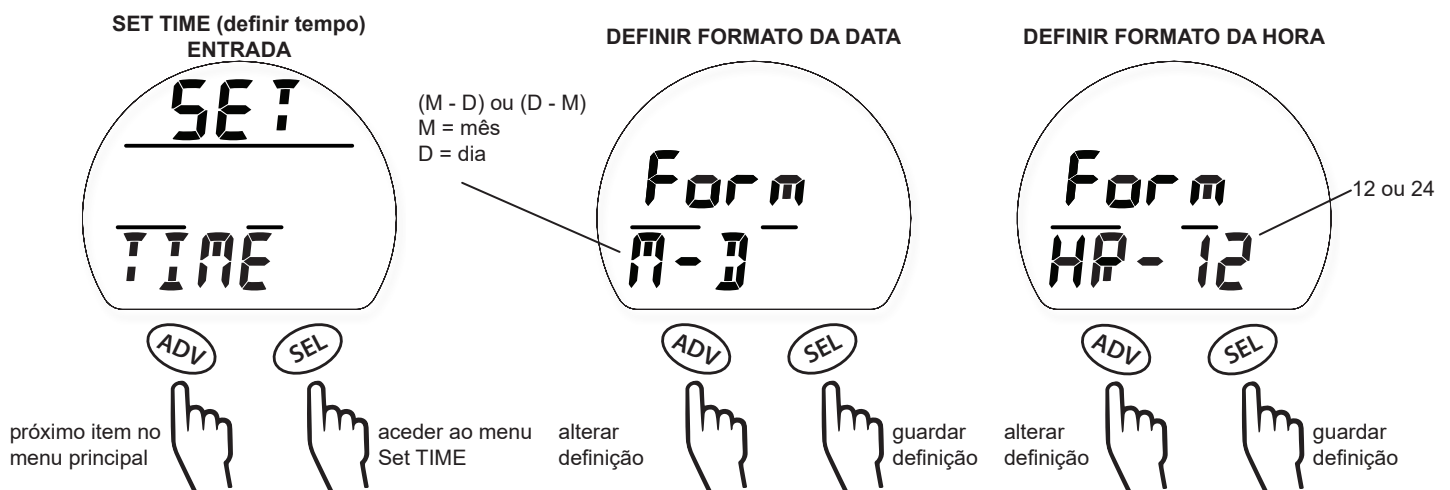 SET TIME (definir tempo)
ENTRADA
SET
TIME
ADV
SEL
próximo item no
menu principal
aceder ao menu
Set TIME
DEFINIR FORMATO DA DATA
(M - D) ou (D - M)
M = mês
D = dia
Form
M-D
ADV
SEL
alterar
definição
guardar
definição
DEFINIR FORMATO DA HORA
Form
HR-12
12 ou 24
ADV
SEL
alterar
definição
guardar
definição